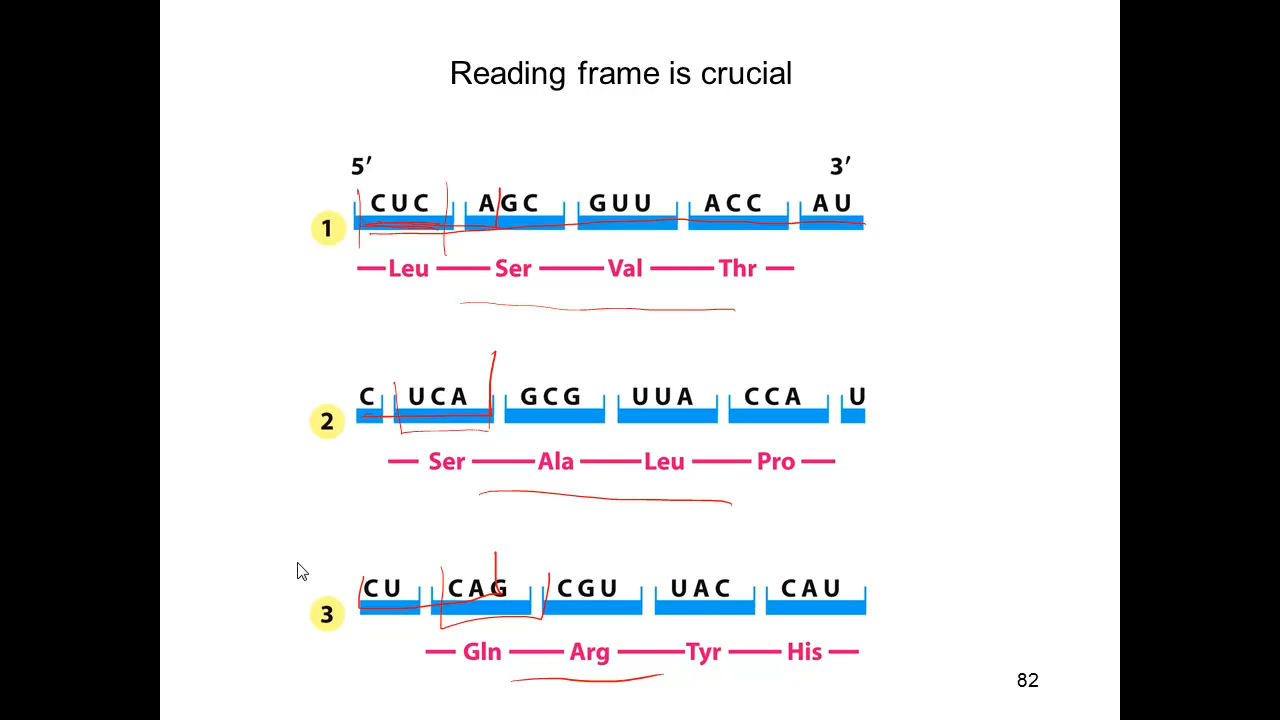 Reading frame is crucial
5′ 3′
CUC AGC GUU ACC AU
1
Leu Ser Val Thr
C UCA GCG UUA CCA U
2
Ser Ala Leu Pro
CU CAG CGU UAC CAU
3
Gln Arg Tyr His
82